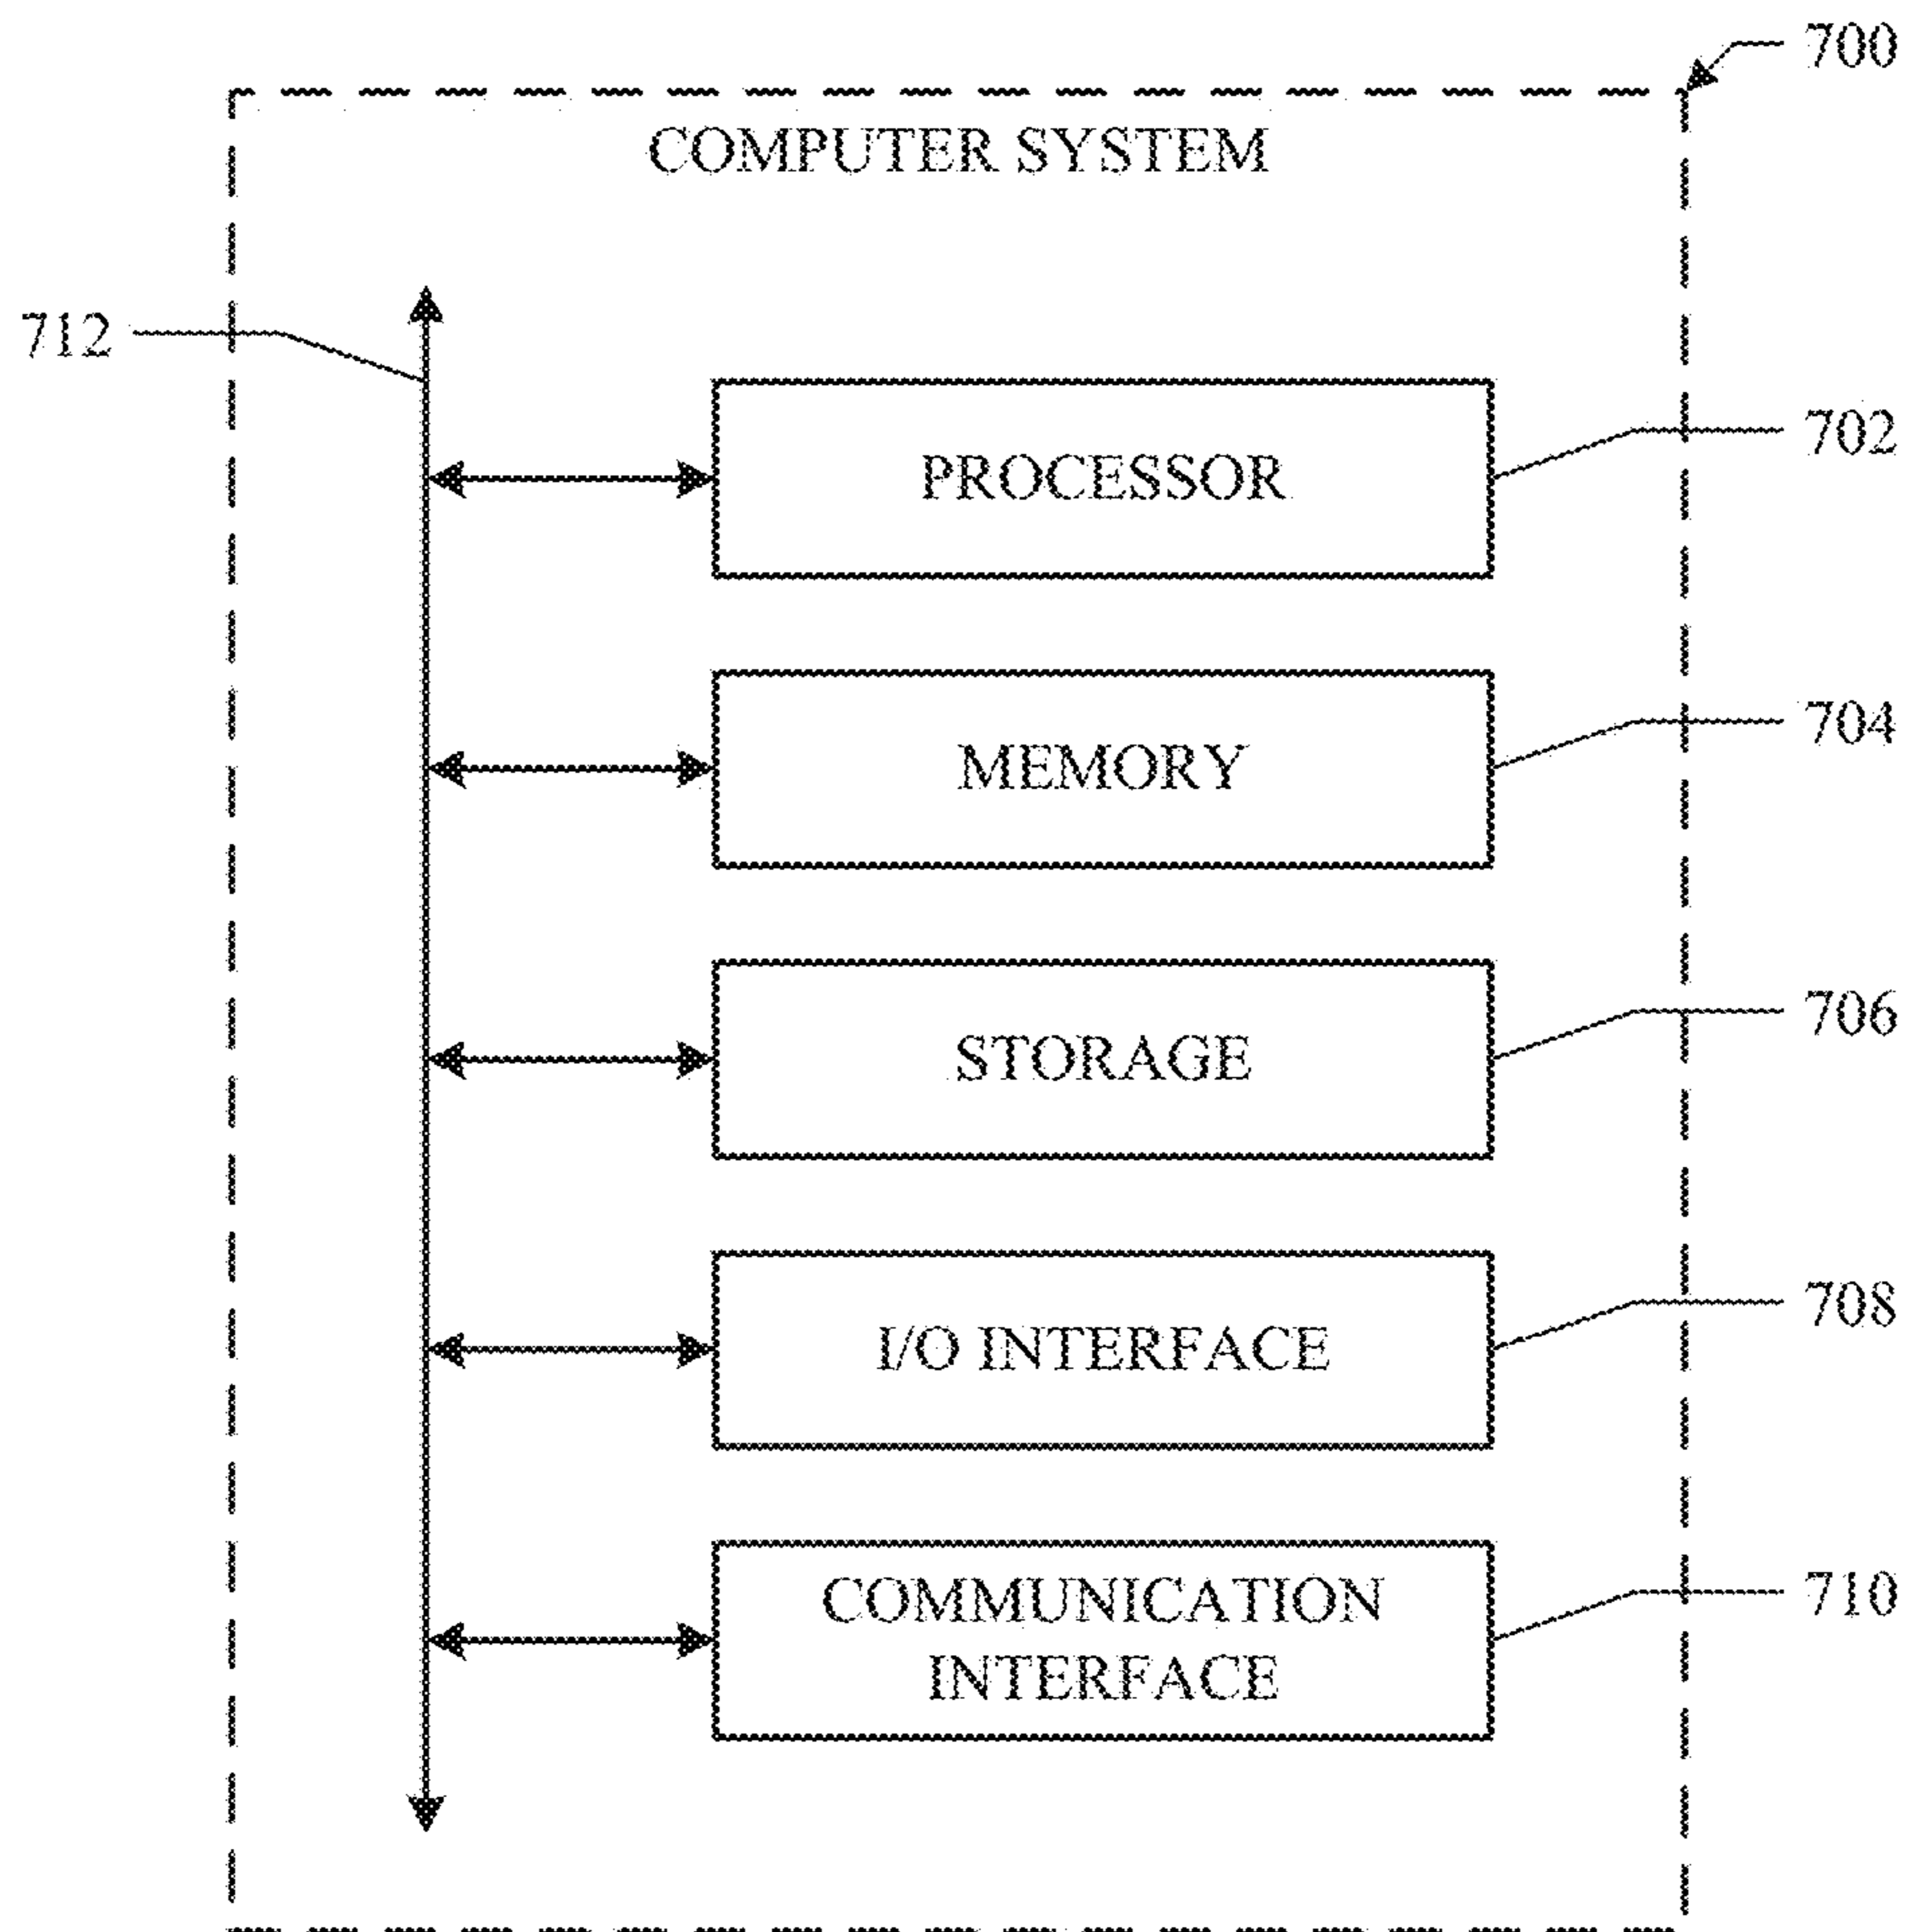 700
COMPUTER SYSTEM
712
PROCESSOR
702
MEMORY
704
STORAGE
706
I/O INTERFACE
708
COMMUNICATION
INTERFACE
710